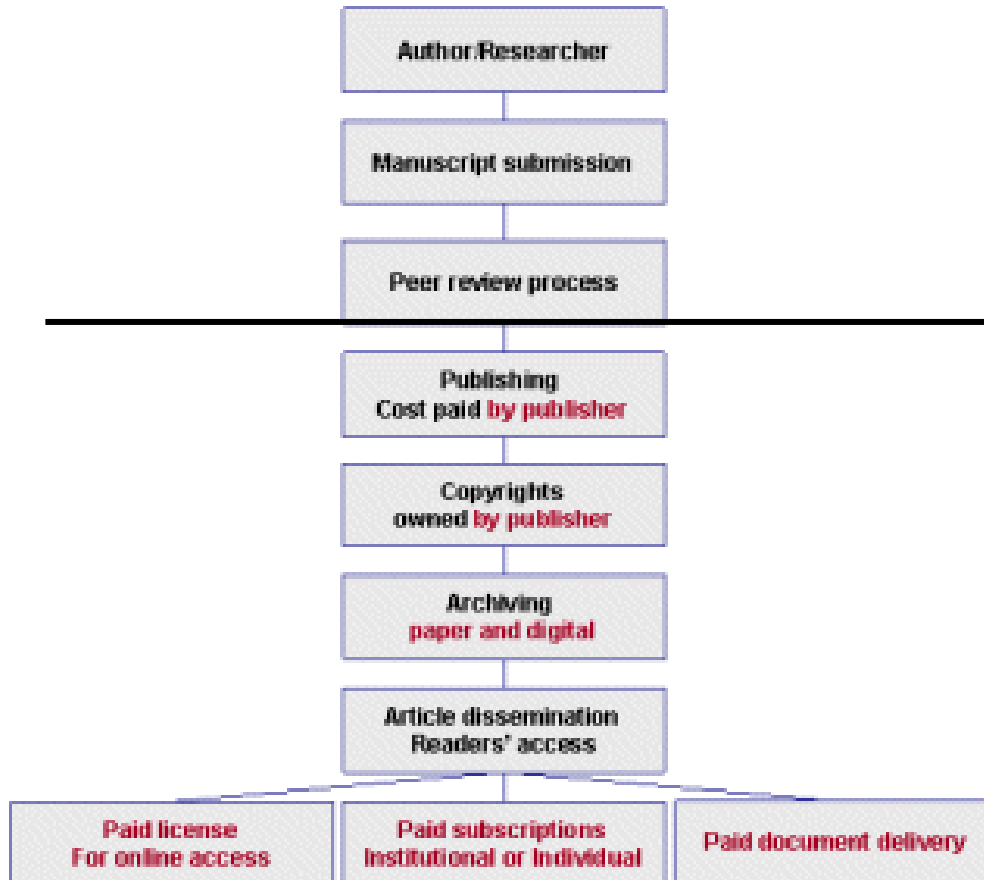 Author/Researcher
Manuscript submission
Peer review process
Publishing
Cost paid by publisher
Copyrights
owned by publisher
Archiving
paper and digital
Article dissemination
Readers' access
Paid license
For online access
Paid subscriptions
Institutional or Individual
Paid document delivery